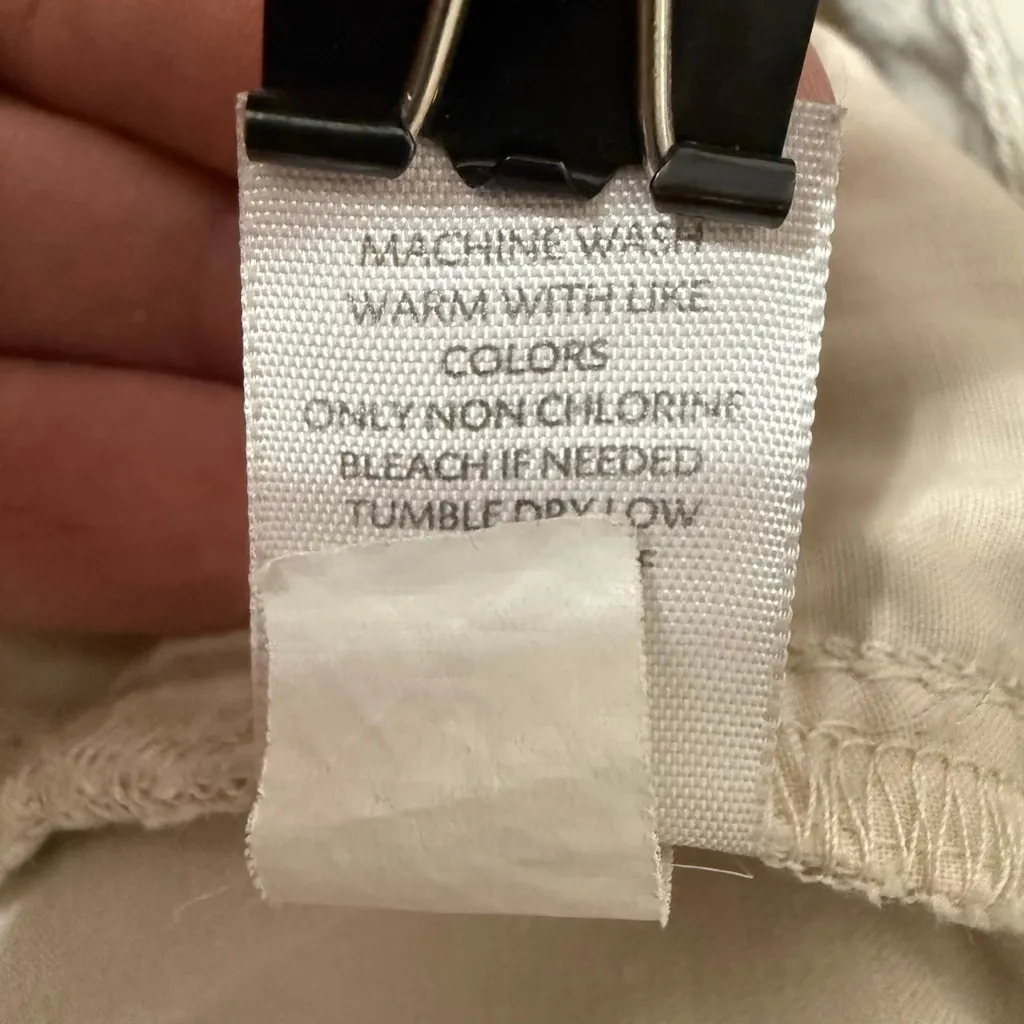 MACHINE WASH
WARM WITH LIKE
COLORS
ONLY NON CHLORINE
BLEACH IF NEEDED
TUMBLE DRY LOW